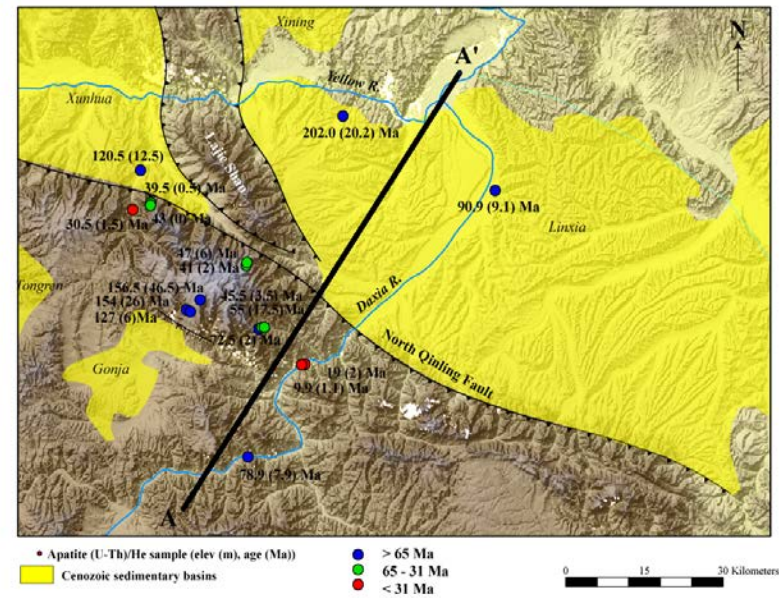 Xining
N
A'
Yellow R.
Xunhua
202.0 (20.2) Ma
Lajic Shan
120.5 (12.5)
39.5 (0.5) Ma
90.9 (9.1) Ma
30.5 (1.5) Ma
43 (0) Ma
Linxia
47 (6) Ma
41 (2) Ma
Tongren
156.5 (46.5) Ma
45.5 (3.5) Ma
Daxia R.
154 (26) Ma
55 (17.5) Ma
127 (6) Ma
72.5 (2) Ma
North Qinling Fault
Gonja
19 (2) Ma
9.9 (1.1) Ma
78.9 (7.9) Ma
A
Apatite (U-Th)/He sample (elev (m), age (Ma))
Cenozoic sedimentary basins
> 65 Ma
65 - 31 Ma
< 31 Ma
0 15 30 Kilometers